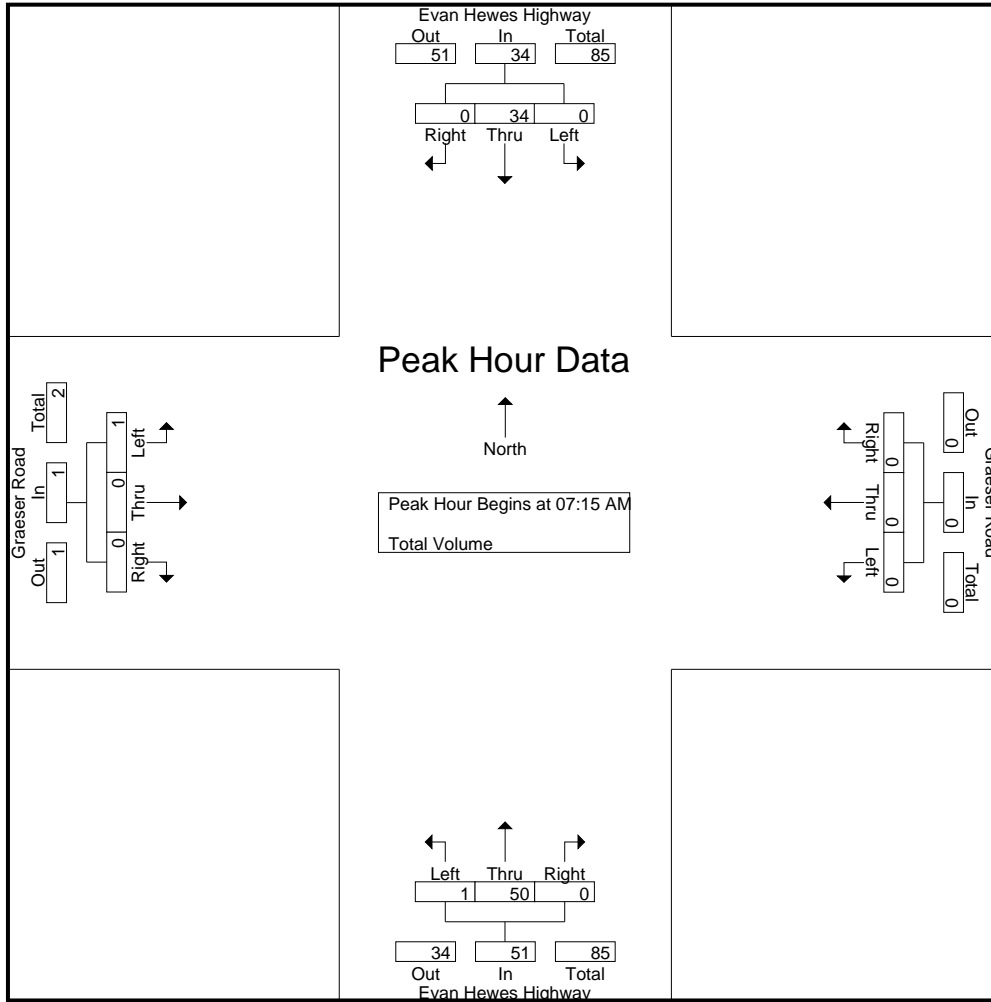 Evan Hewes Highway
Out In Total
51 34 85
0 34 0
Right Thru Left
Peak Hour Data
North
Peak Hour Begins at 07:15 AM
Total Volume
Graeser Road
Out In Total
1 1 2
Left Thru Right
1 0 0
Graeser Road
Out In Total
0 0 0
Right Thru Left
0 0 0
Left Thru Right
1 50 0
34 51 85
Out In Total
Evan Hewes Highway